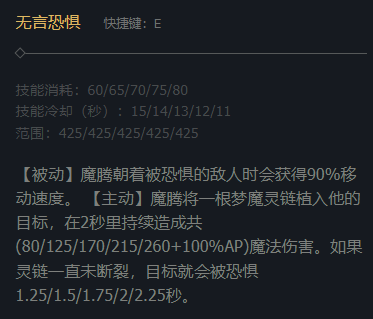 无言恐惧 快捷键：E
技能消耗：60/65/70/75/80
技能冷却（秒）：15/14/13/12/11
范围：425/425/425/425/425
【被动】魔腾朝着被恐惧的敌人时会获得90%移
动速度。 【主动】魔腾将一根梦魔灵链植入他的
目标，在2秒里持续造成共
(80/125/170/215/260+100%AP)魔法伤害。如果
灵链一直未断裂，目标就会被恐惧
1.25/1.5/1.75/2/2.25秒。